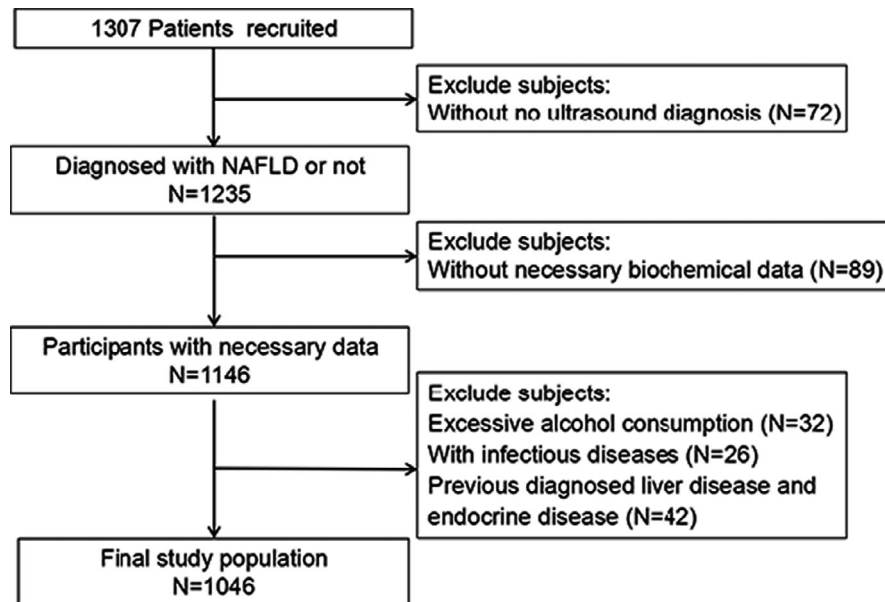 1307 Patients recruited
Exclude subjects:
Without no ultrasound diagnosis (N=72)
Diagnosed with NAFLD or not
N=1235
Exclude subjects:
Without necessary biochemical data (N=89)
Participants with necessary data
N=1146
Exclude subjects:
Excessive alcohol consumption (N=32)
With infectious diseases (N=26)
Previous diagnosed liver disease and
endocrine disease (N=42)
Final study population
N=1046